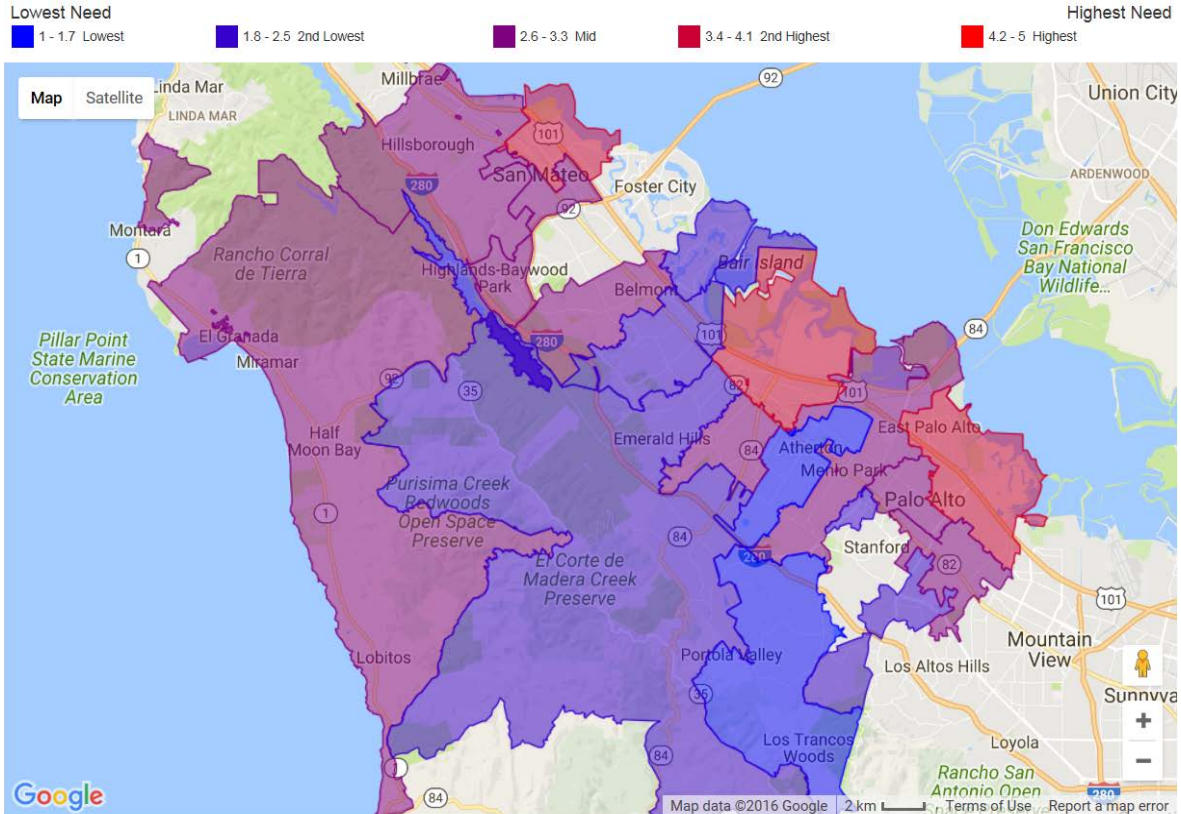 Lowest Need
Highest Need
1 - 1.7 Lowest
1.8 - 2.5 2nd Lowest
2.6 - 3.3 Mid
3.4 - 4.1 2nd Highest
4.2 - 5 Highest
Map
Satellite
Linda Mar
LINDA MAR
Millbrae
92
Union City
Hillsborough
101
280
San Mateo
Foster City
ARDENWOOD
92
Montara
1
Rancho Corral
de Tierra
Highlands-Baywood
Park
Belmont
Bair Island
Don Edwards
San Francisco
Bay National
Wildlife...
84
Pillar Point
State Marine
Conservation
Area
El Granada
Miramar
280
101
92
35
82
101
Half
Moon Bay
Emerald Hills
84
Atherton
Menlo Park
East Palo Alto
Purisima Creek
Redwoods
Open Space
Preserve
1
Palo Alto
84
280
Stanford
82
El Corte de
Madera Creek
Preserve
101
Mountain
View
Lobitos
Portola Valley
35
Los Altos Hills
Sunnyva
Los Trancos
Woods
84
Loyola
1
84
Rancho San
Antonio Open
280
Google
Map data ©2016 Google
2 km
Terms of Use
Report a map error